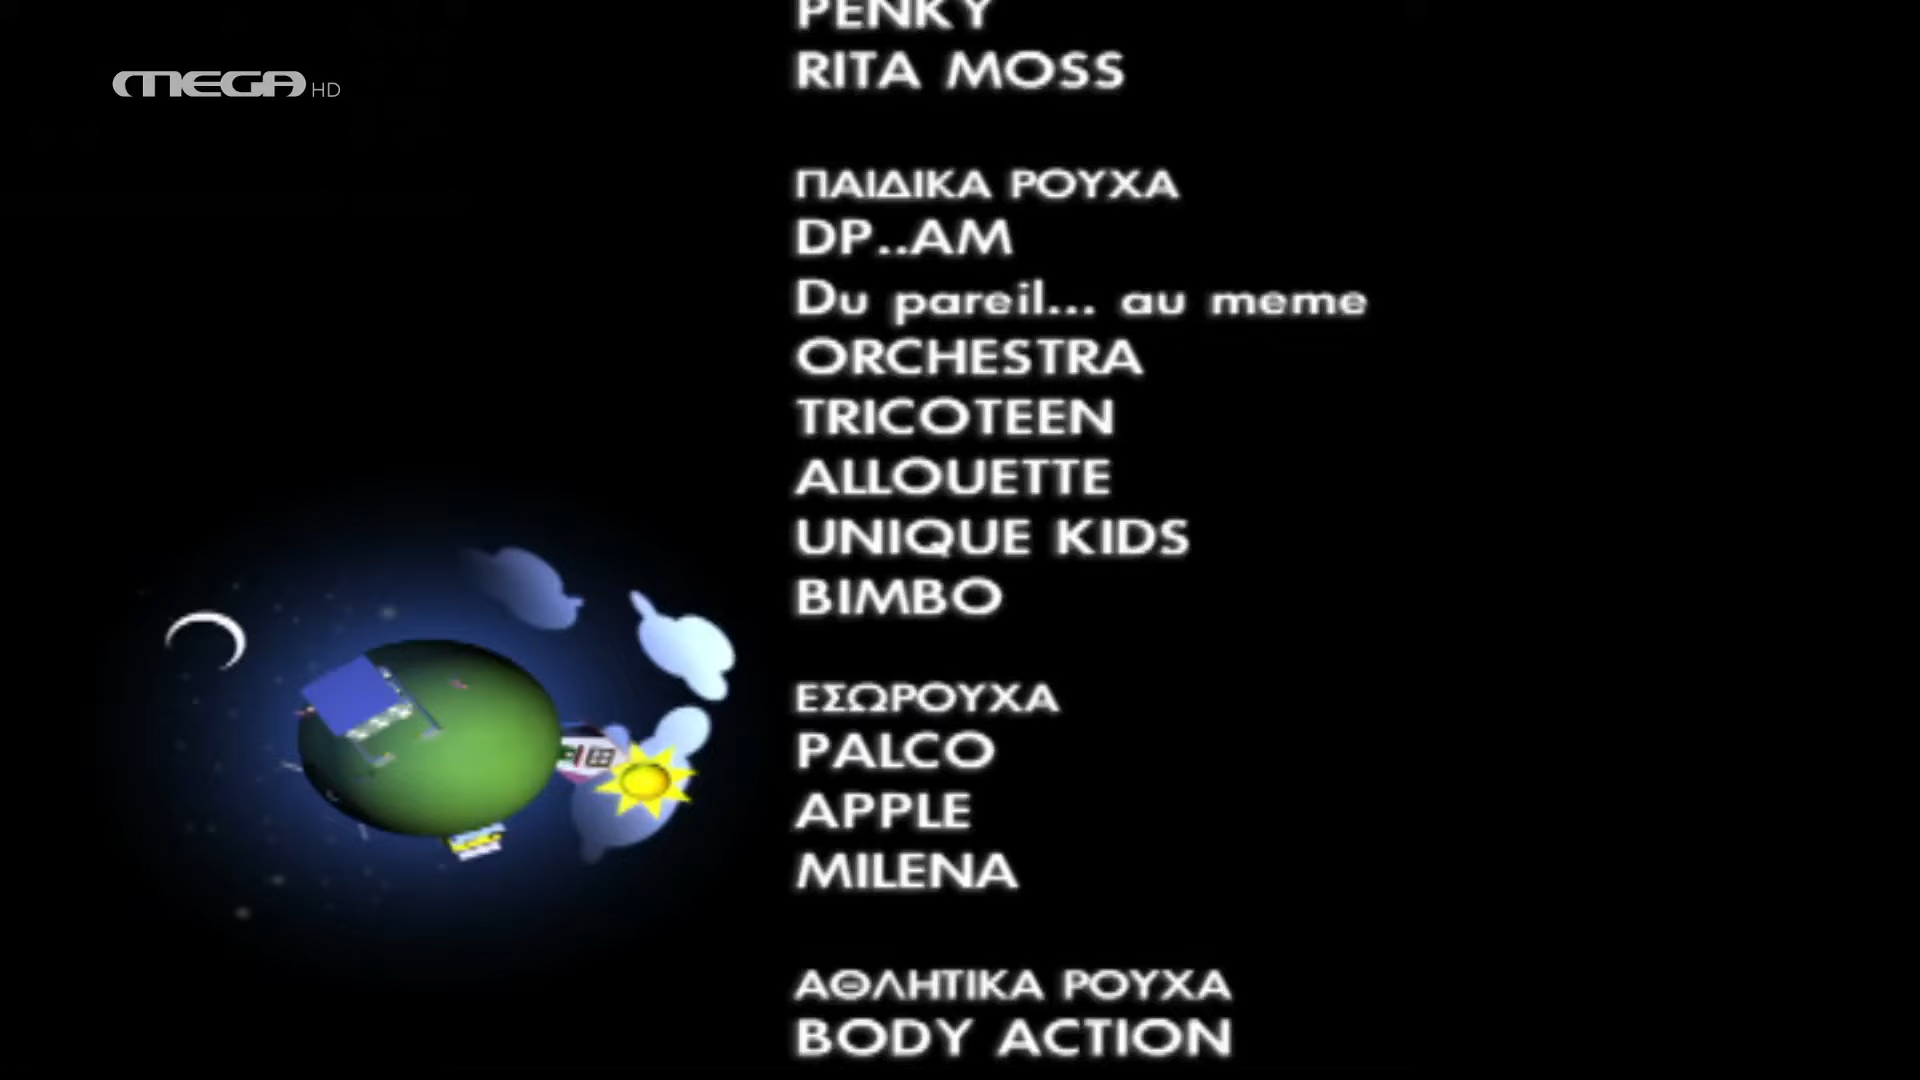 PENKY
MEGA HD
RITA MOSS
ΠΑΙΔΙΚΑ ΡΟΥΧΑ
DP..AM
Du pareil... au meme
ORCHESTRA
TRICOTEEN
ALLOUETTE
UNIQUE KIDS
BIMBO
ΕΣΩΡΟΥΧΑ
PALCO
APPLE
MILENA
ΑΘΛΗΤΙΚΑ ΡΟΥΧΑ
BODY ACTION